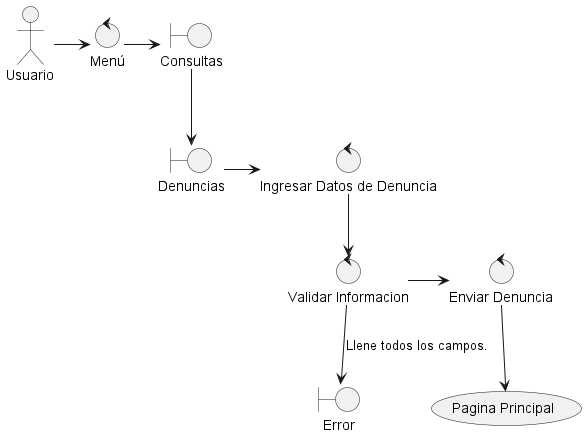 Usuario
Menú
Consultas
Denuncias
Ingresar Datos de Denuncia
Validar Informacion
Enviar Denuncia
Llene todos los campos.
Error
Pagina Principal